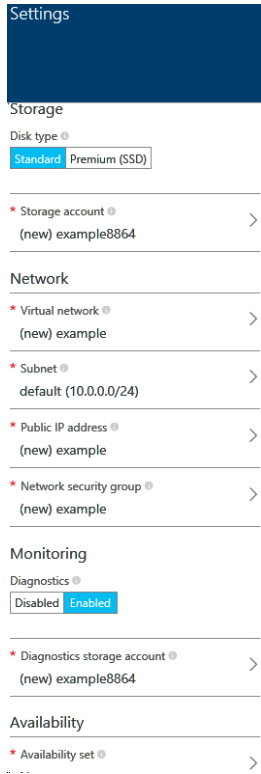 Settings
Storage
Disk type
Standard Premium (SSD)
* Storage account
(new) example8864
Network
* Virtual network
(new) example
* Subnet
default (10.0.0.0/24)
* Public IP address
(new) example
* Network security group
(new) example
Monitoring
Diagnostics
Disabled Enabled
* Diagnostics storage account
(new) example8864
Availability
* Availability set